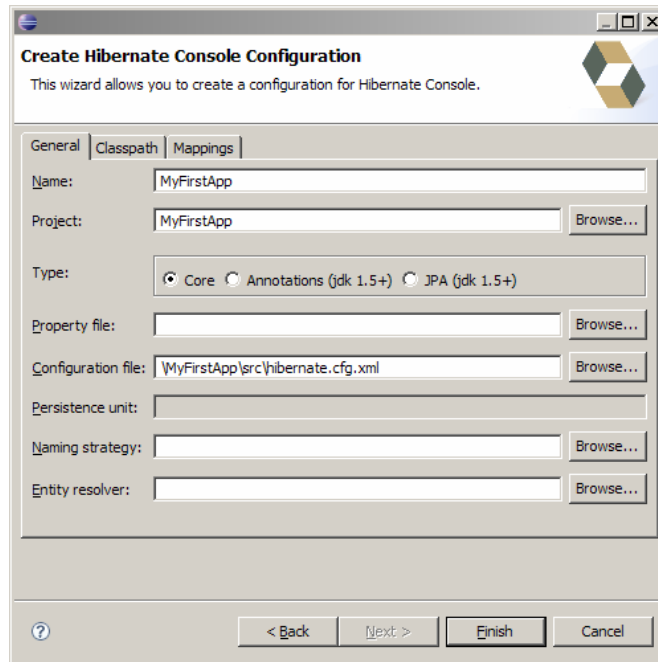 Create Hibernate Console Configuration
This wizard allows you to create a configuration for Hibernate Console.
General Classpath Mappings
Name: MyFirstApp
Project: MyFirstApp Browse...
Type: Core Annotations (jdk 1.5+) JPA (jdk 1.5+)
Property file: Browse...
Configuration file: \MyFirstApp\src\hibernate.cfg.xml Browse...
Persistence unit:
Naming strategy: Browse...
Entity resolver: Browse...
? < Back Next > Finish Cancel